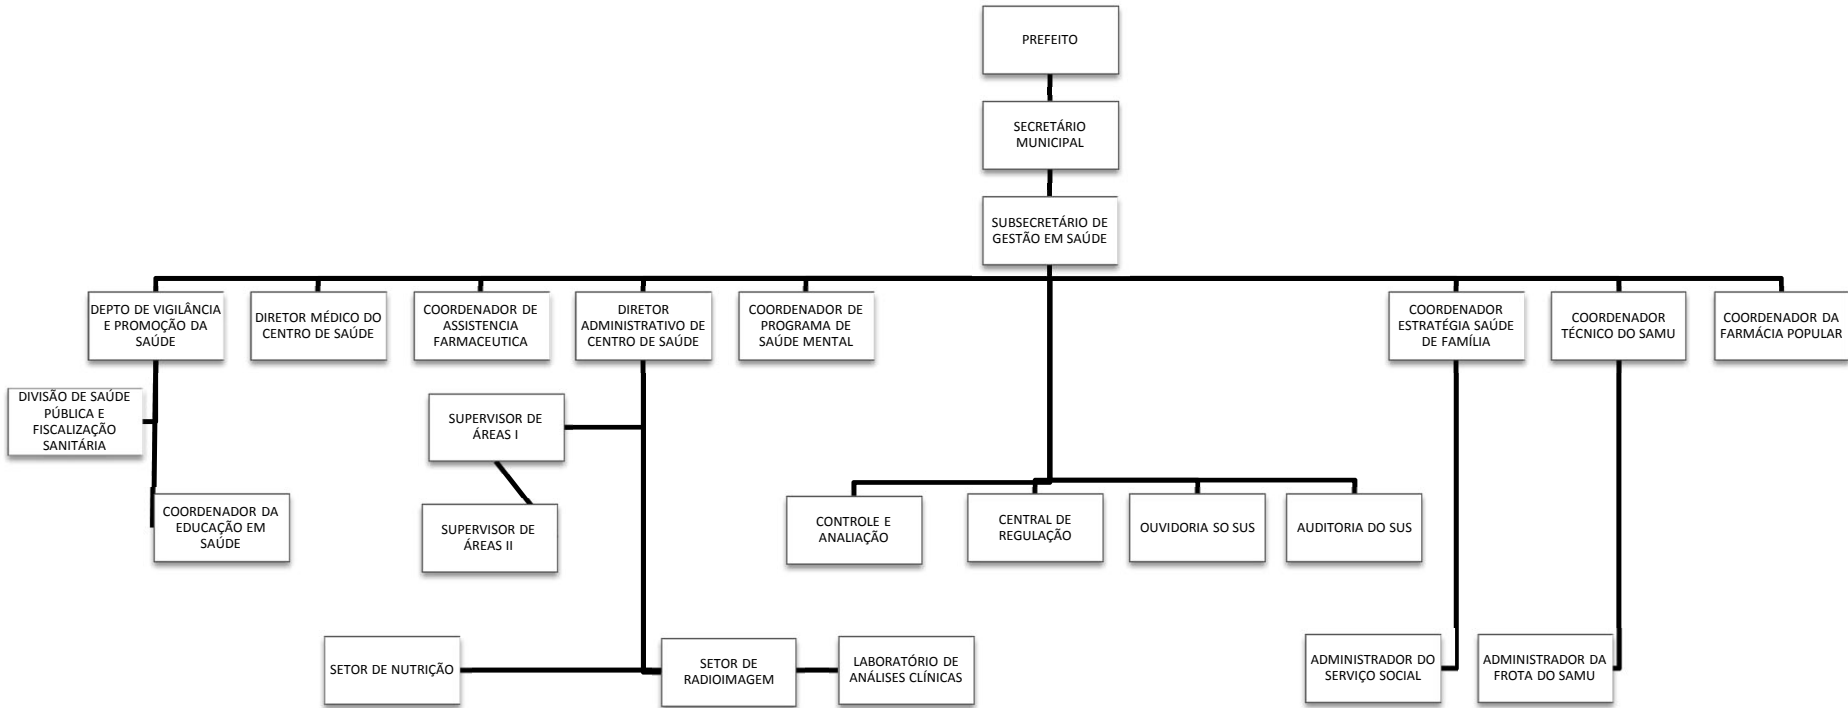 PREFEITO
SECRETÁRIO
MUNICIPAL
SUBSECRETÁRIO DE
GESTÃO EM SAÚDE
DEPTO DE VIGILÂNCIA
E PROMOÇÃO DA
SAÚDE
DIRETOR MÉDICO DO
CENTRO DE SAÚDE
COORDENADOR DE
ASSISTENCIA
FARMACEUTICA
DIRETOR
ADMINISTRATIVO DE
CENTRO DE SAÚDE
COORDENADOR DE
PROGRAMA DE
SAÚDE MENTAL
COORDENADOR
ESTRATÉGIA SAÚDE
DE FAMÍLIA
COORDENADOR
TÉCNICO DO SAMU
COORDENADOR DA
FARMÁCIA POPULAR
DIVISÃO DE SAÚDE
PÚBLICA E
FISCALIZAÇÃO
SANITÁRIA
SUPERVISOR DE
ÁREAS I
COORDENADOR DA
EDUCAÇÃO EM
SAÚDE
SUPERVISOR DE
ÁREAS II
CONTROLE E
ANALIAÇÃO
CENTRAL DE
REGULAÇÃO
OUVIDORIA SO SUS
AUDITORIA DO SUS
SETOR DE NUTRIÇÃO
SETOR DE
RADIOIMAGEM
LABORATÓRIO DE
ANÁLISES CLÍNICAS
ADMINISTRADOR DO
SERVIÇO SOCIAL
ADMINISTRADOR DA
FROTA DO SAMU